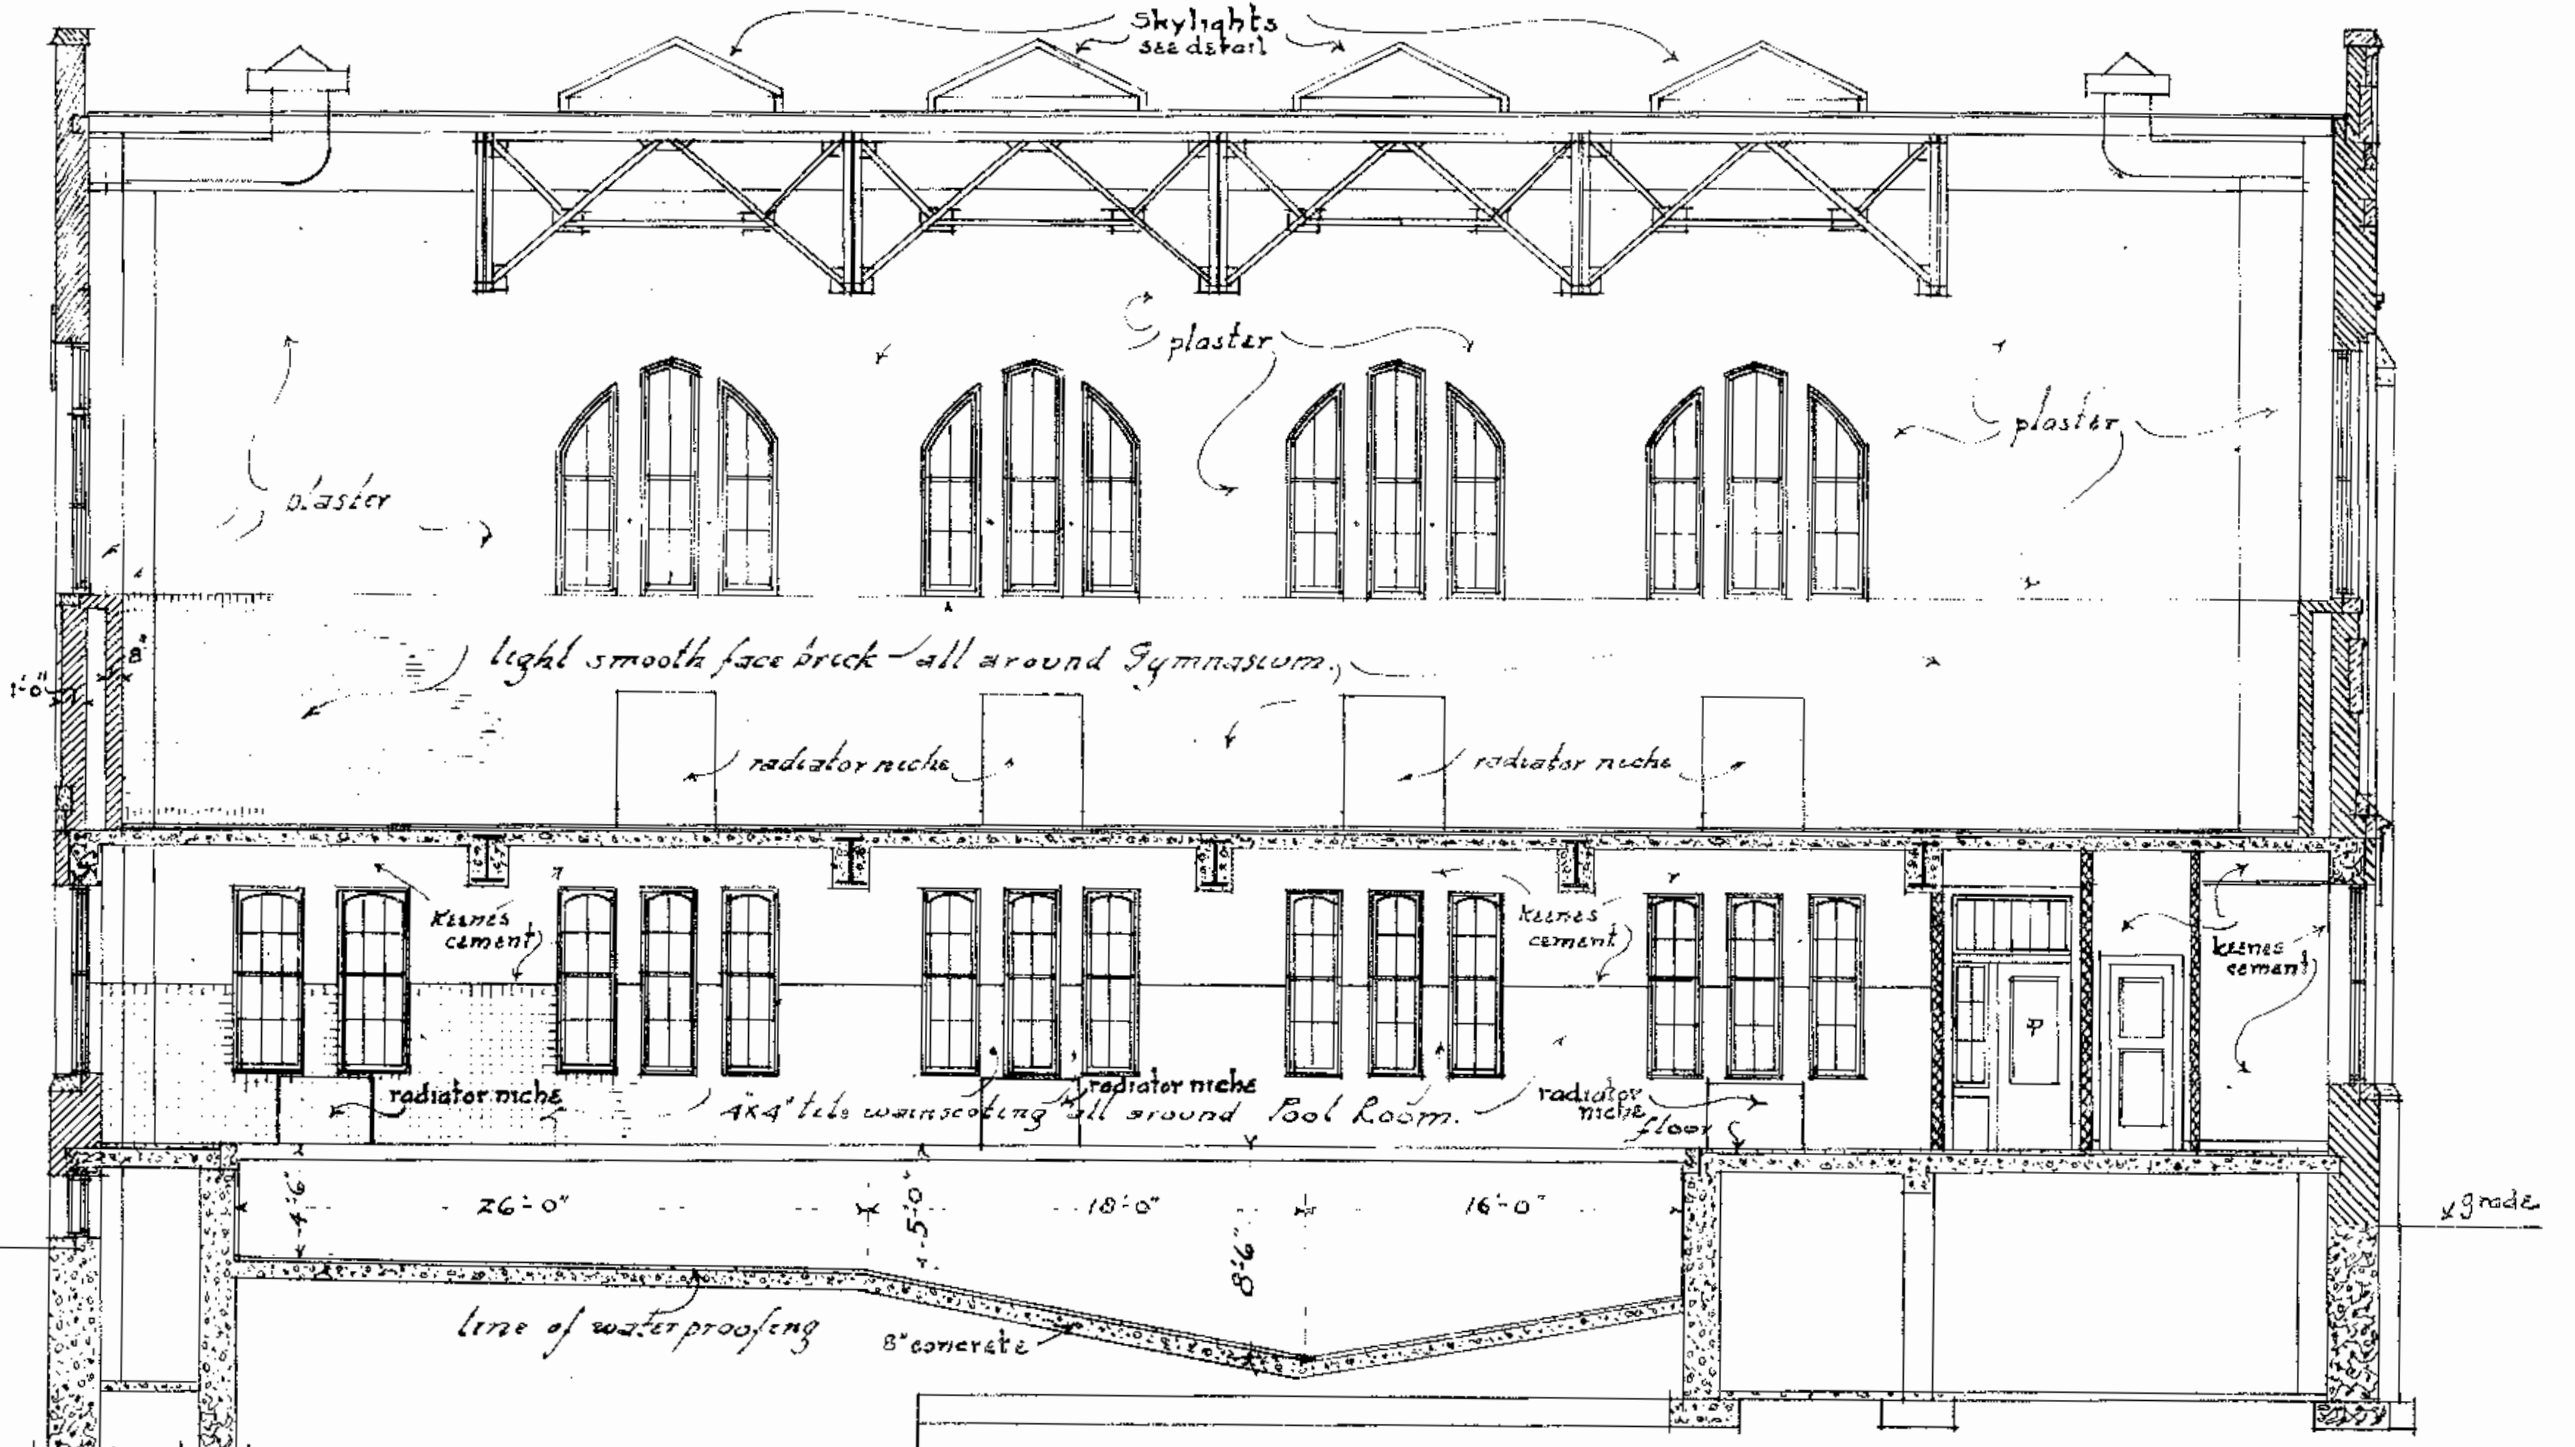 Skylights
see detail
plaster
plaster
plaster
light smooth face brick - all around Gymnasium.
8"
1'-0"
radiator niche
radiator niche
keenes
cement
keenes
cement
keenes
cement
radiator niche
radiator niche
4"x4" tile wainscoting all around Pool Room.
radiator
niche
floor
4'-6"
26'-0"
5'-0"
18'-0"
8'-6"
16'-0"
grade
line of waterproofing
8" concrete